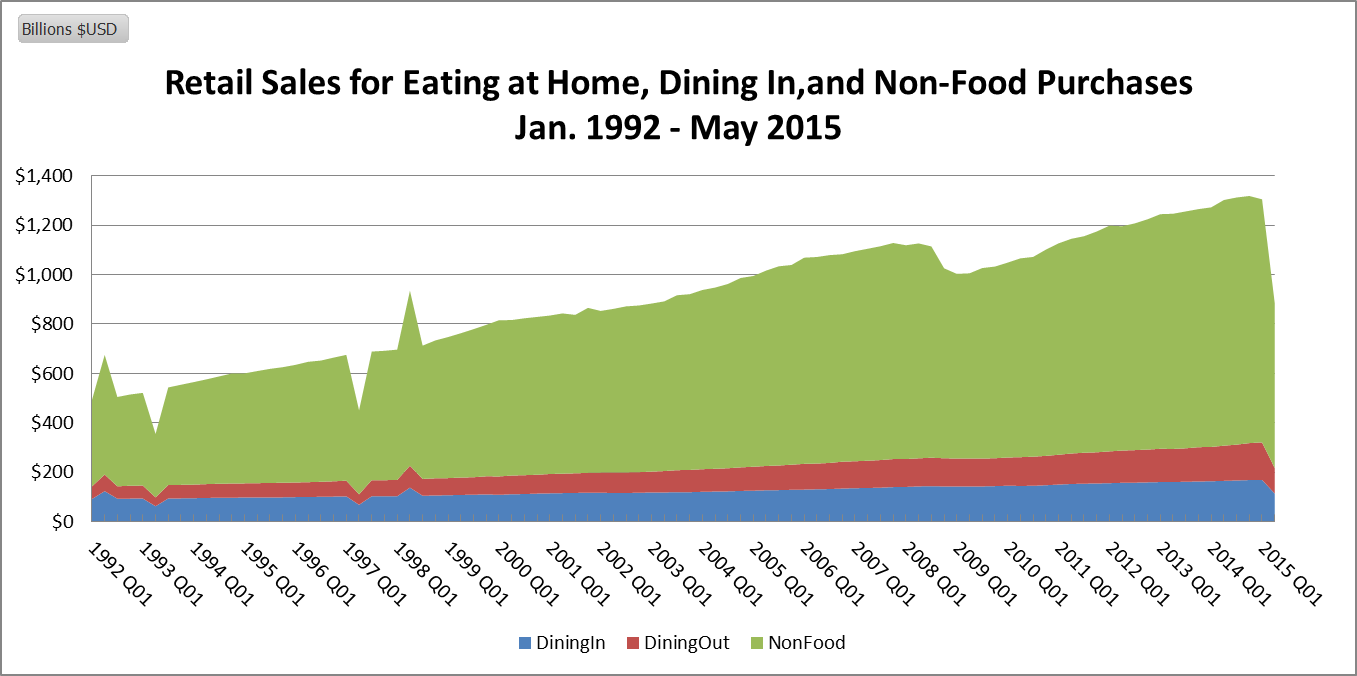 Billions $USD
Retail Sales for Eating at Home, Dining In,and Non-Food Purchases
Jan. 1992 - May 2015
$1,400
$1,200
$1,000
$800
$600
$400
$200
$0
1992 Q01
1993 Q01
1994 Q01
1995 Q01
1996 Q01
1997 Q01
1998 Q01
1999 Q01
2000 Q01
2001 Q01
2002 Q01
2003 Q01
2004 Q01
2005 Q01
2006 Q01
2007 Q01
2008 Q01
2009 Q01
2010 Q01
2011 Q01
2012 Q01
2013 Q01
2014 Q01
2015 Q01
DiningIn DiningOut NonFood